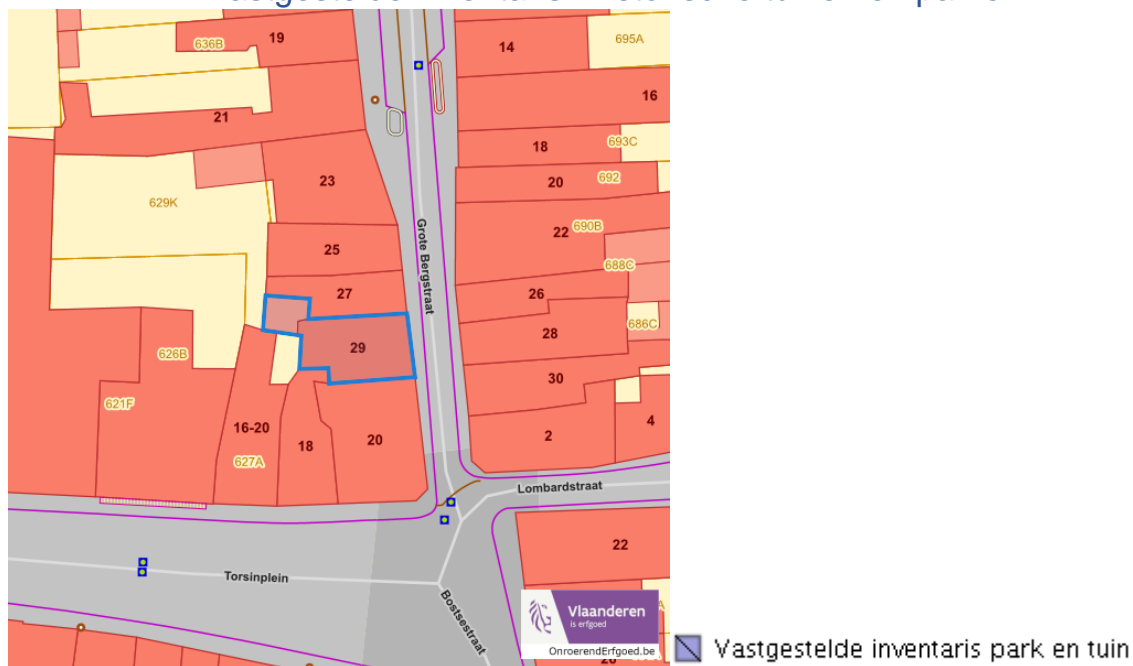 19
636B
14
695A
21
16
18
693C
20
692
23
629K
22
690B
Grote Bergstraat
25
688C
27
26
28
686C
29
626B
30
621F
16-20
18
20
2
4
627A
Lombardstraat
22
Torsinplein
Bostsestraat
Vlaanderen
is erfgoed
OnroerendErfgoed.be
Vastgestelde inventaris park en tuin